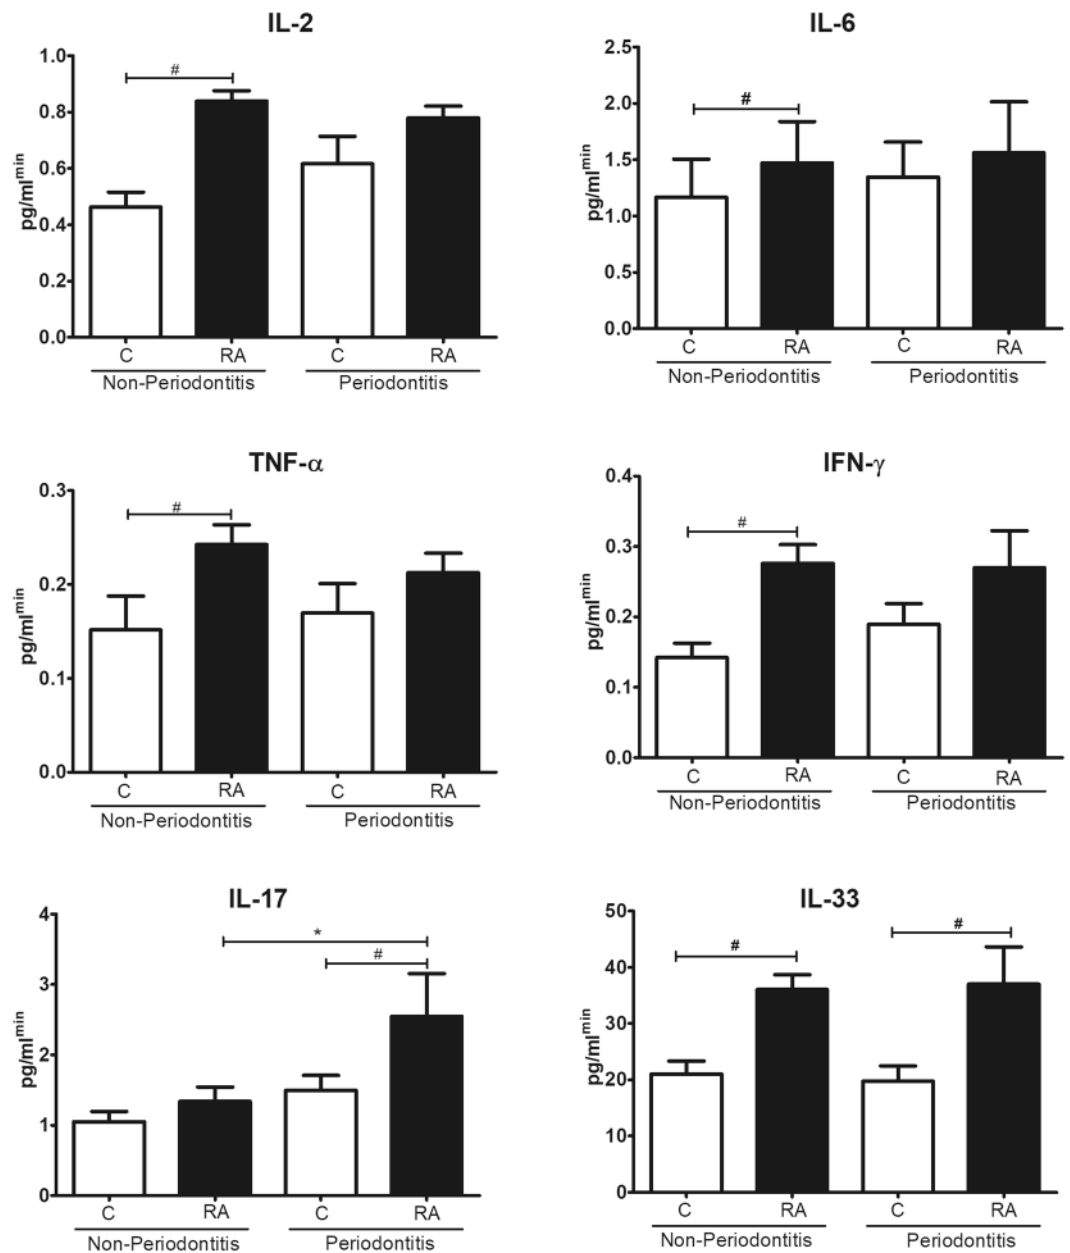 IL-2
1.0
0.8
0.6
0.4
0.2
0.0
pg/ml^min
#
C RA C RA
Non-Periodontitis Periodontitis
IL-6
2.5
2.0
1.5
1.0
0.5
0.0
pg/ml^min
#
C RA C RA
Non-Periodontitis Periodontitis
TNF-α
0.3
0.2
0.1
0.0
pg/ml^min
#
C RA C RA
Non-Periodontitis Periodontitis
IFN-γ
0.4
0.3
0.2
0.1
0.0
pg/ml^min
#
C RA C RA
Non-Periodontitis Periodontitis
IL-17
4
3
2
1
0
pg/ml^min
*
#
C RA C RA
Non-Periodontitis Periodontitis
IL-33
50
40
30
20
10
0
pg/ml^min
# #
C RA C RA
Non-Periodontitis Periodontitis